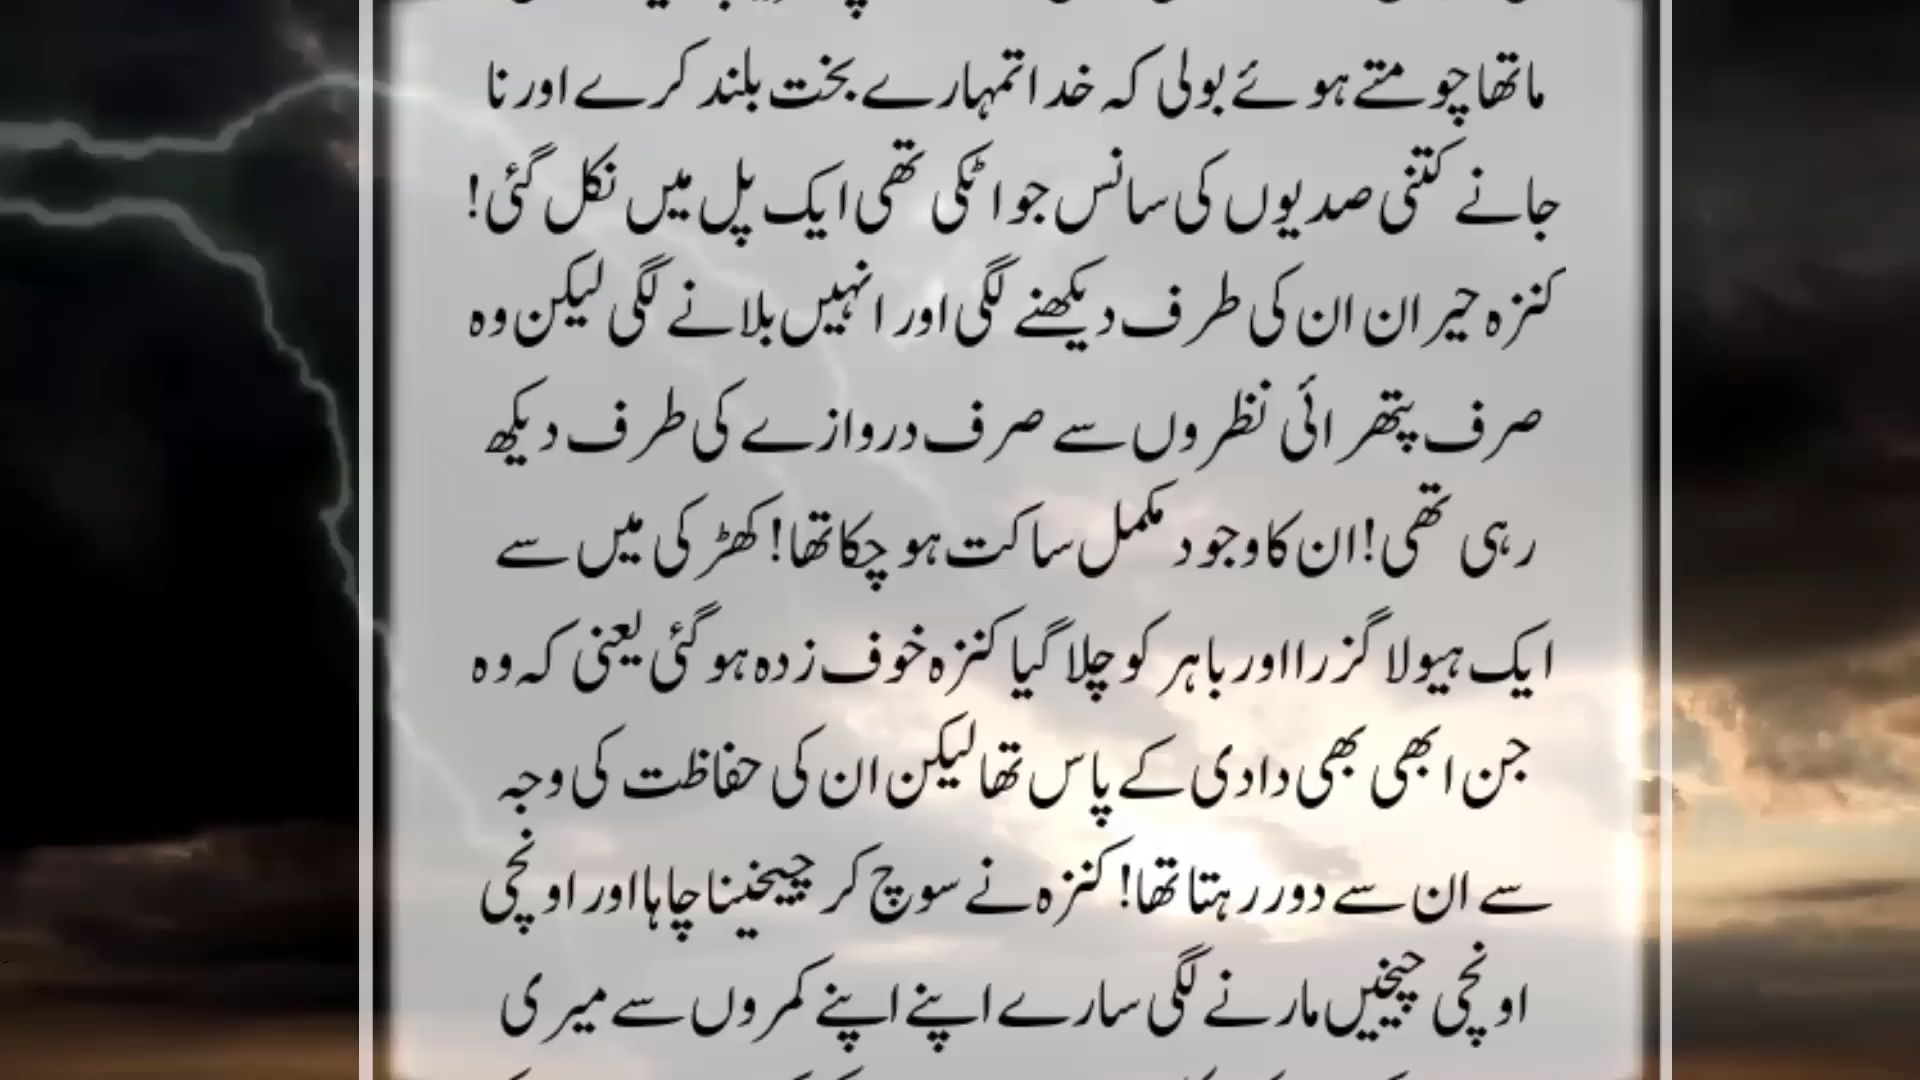 ماتھا چومتے ہوئے بولی کہ خدا تمہارے بخت بلند کرے اور نا
جانے کتنی صدیوں کی سانس جو اٹکی تھی ایک پل میں نکل گئی!
کنزہ حیران ان کی طرف دیکھنے لگی اور انہیں بلانے لگی لیکن وہ
صرف پتھرائی نظروں سے صرف دروازے کی طرف دیکھ
رہی تھی! ان کا وجود مکمل ساکت ہو چکا تھا! کھڑکی میں سے
ایک ہیولا گزرا اور باہر کو چلا گیا کنزہ خوف زدہ ہو گئی یعنی کہ وہ
جن ابھی بھی دادی کے پاس تھا لیکن ان کی حفاظت کی وجہ
سے ان سے دور رہتا تھا! کنزہ نے سوچ کر چیخینا چاہا اور اونچی
اونچی چیخیں مارنے لگی سارے اپنے اپنے کمروں سے میری